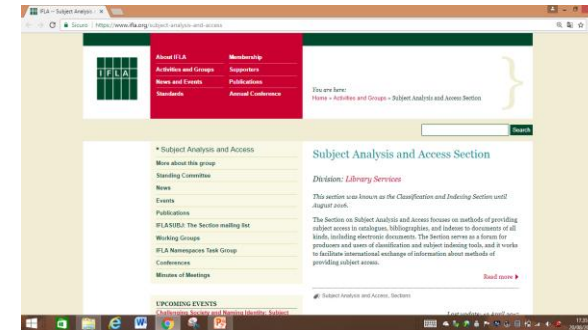 IFLA -- Subject Analysis
Secure
https://www.ifla.org/subject-analysis-and-access
IFLA
About IFLA
Activities and Groups
News and Events
Standards
Membership
Supporters
Publications
Annual Conference
You are here:
Home » Activities and Groups » Subject Analysis and Access Section
Search
• Subject Analysis and Access
More about this group
Standing Committee
News
Events
Publications
IFLASUBJ: The Section mailing list
Working Groups
IFLA Namespaces Task Group
Conferences
Minutes of Meetings
UPCOMING EVENTS
Challenging Society and Naming Identity: Subject
Subject Analysis and Access Section
Division: Library Services
This section was known as the Classification and Indexing Section until
August 2016.
The Section on Subject Analysis and Access focuses on methods of providing
subject access in catalogues, bibliographies, and indexes to documents of all
kinds, including electronic documents. The Section serves as a forum for
producers and users of classification and subject indexing tools, and it works
to facilitate international exchange of information about methods of
providing subject access.
Read more
Subject Analysis and Access, Sections
Last update: